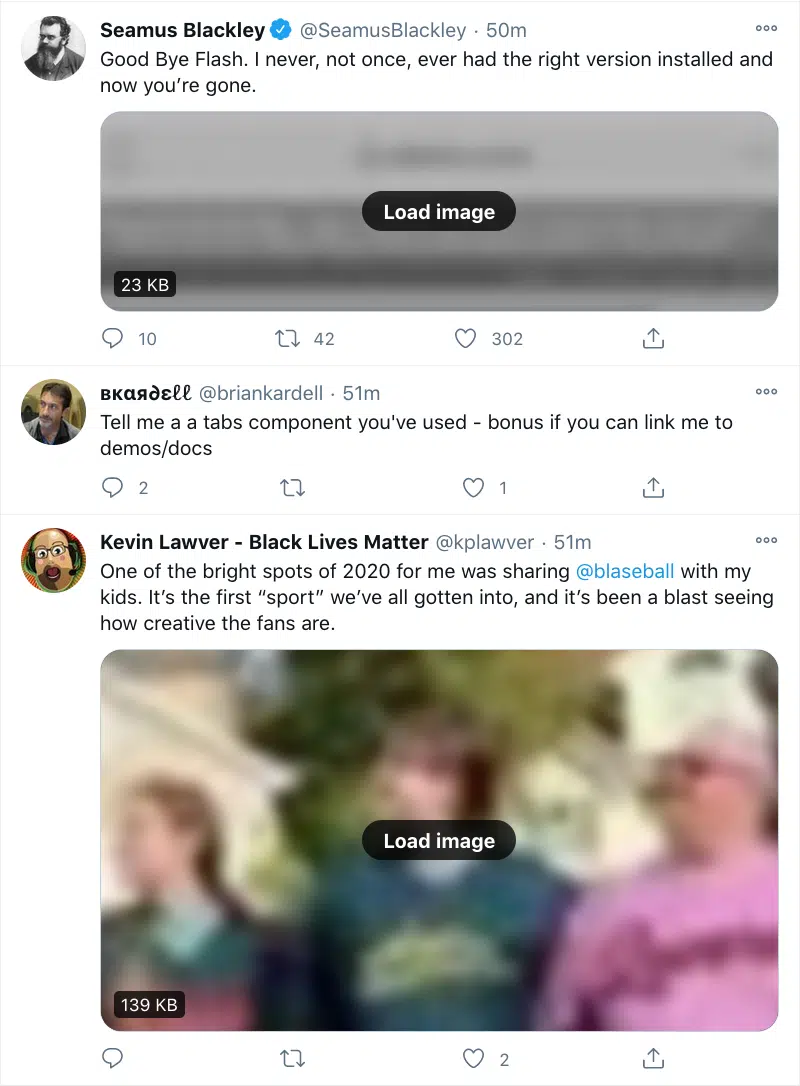 Seamus Blackley @SeamusBlackley · 50m
Good Bye Flash. I never, not once, ever had the right version installed and
now you’re gone.
Load image
23 KB
10 42 302
вкαя∂εℓℓ @briankardell · 51m
Tell me a a tabs component you've used - bonus if you can link me to
demos/docs
2 1
Kevin Lawver - Black Lives Matter @kplawver · 51m
One of the bright spots of 2020 for me was sharing @blaseball with my
kids. It’s the first “sport” we’ve all gotten into, and it’s been a blast seeing
how creative the fans are.
Load image
139 KB
2